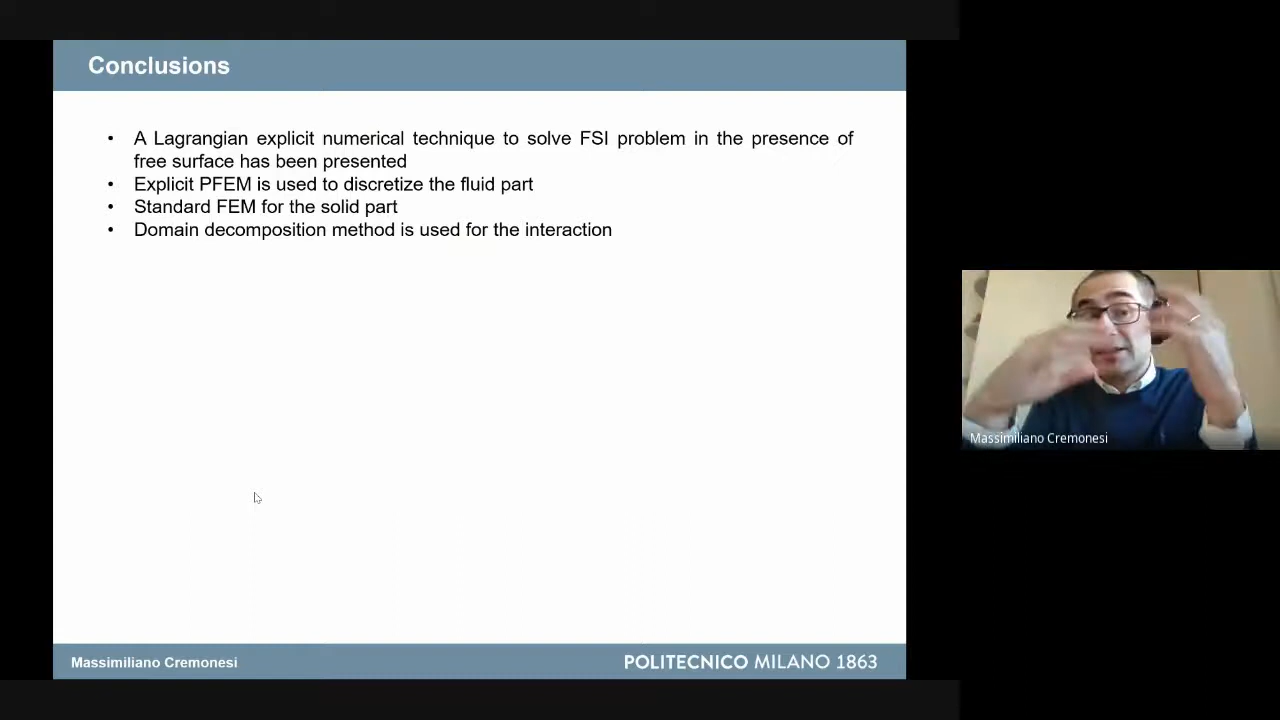 Conclusions
• A Lagrangian explicit numerical technique to solve FSI problem in the presence of
free surface has been presented
• Explicit PFEM is used to discretize the fluid part
• Standard FEM for the solid part
• Domain decomposition method is used for the interaction
Massimiliano Cremonesi
Massimiliano Cremonesi
POLITECNICO MILANO 1863